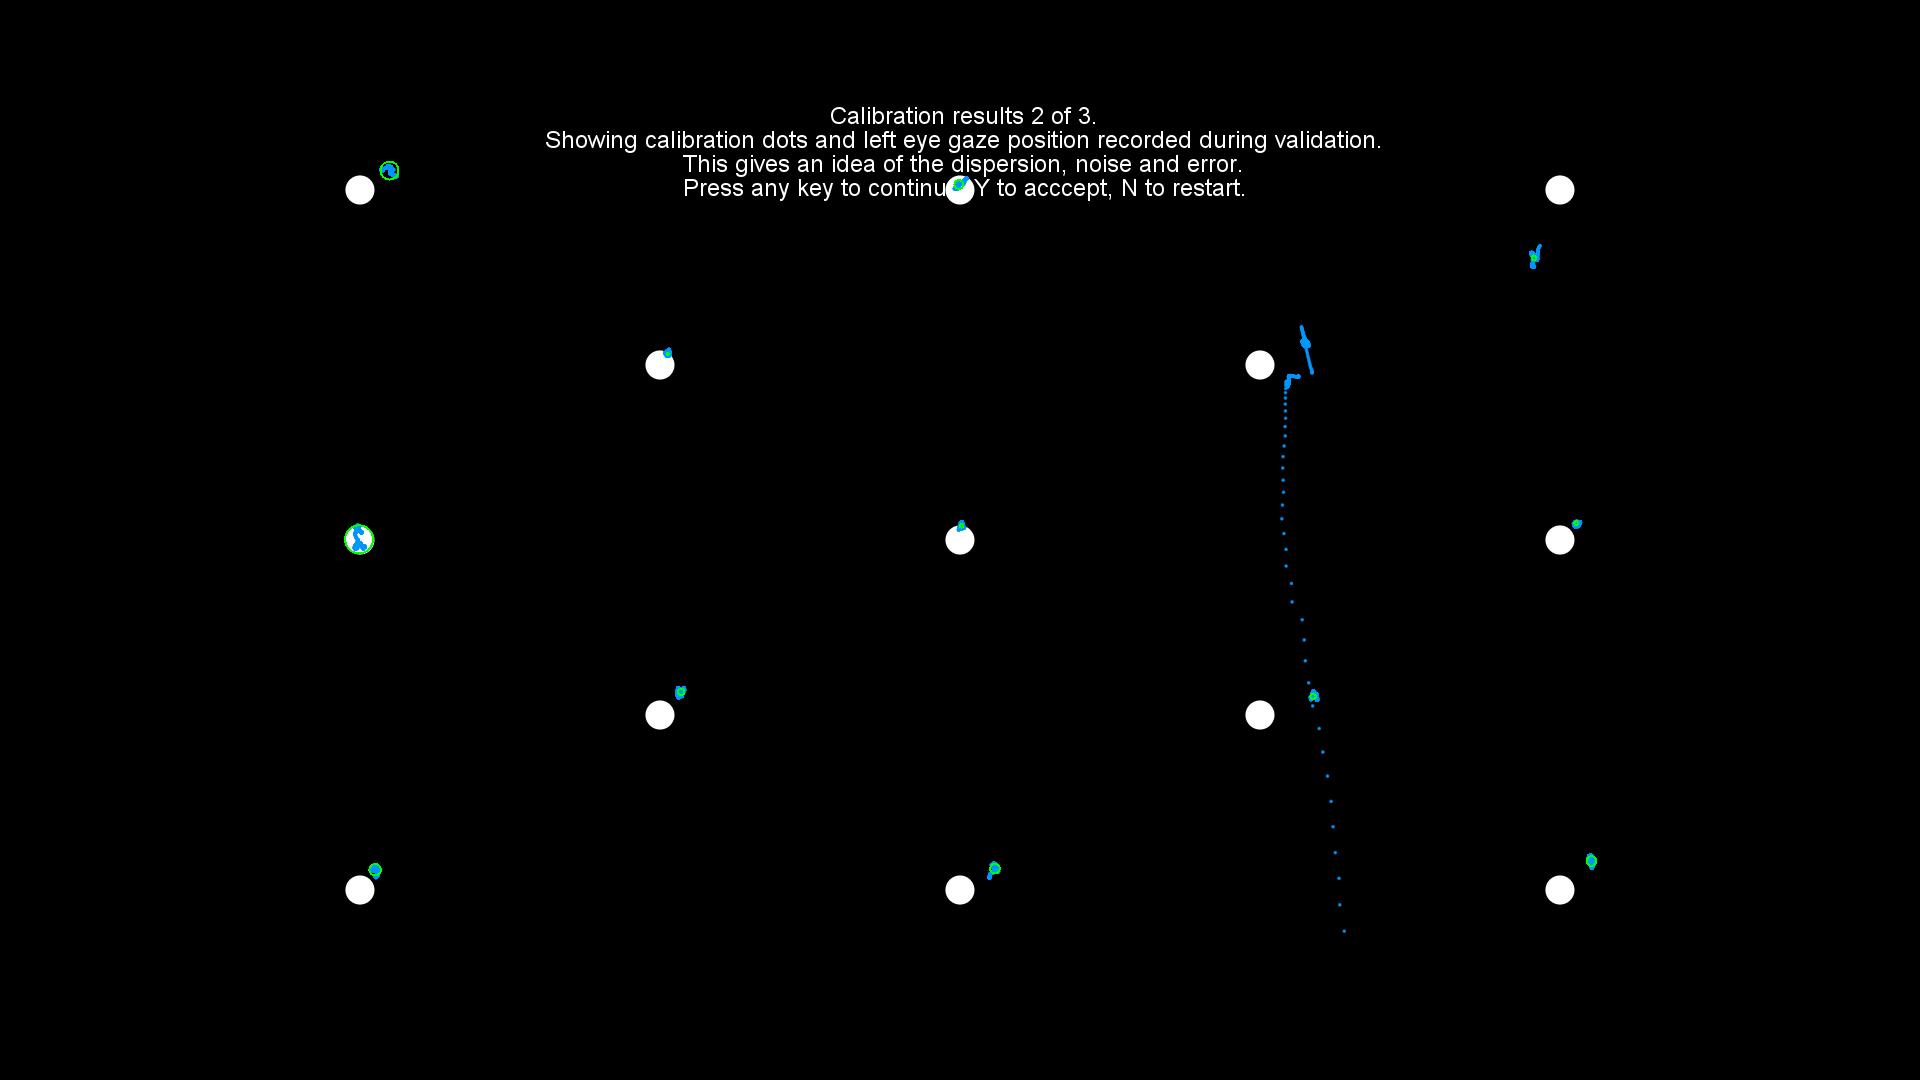 Calibration results 2 of 3.
Showing calibration dots and left eye gaze position recorded during validation.
This gives an idea of the dispersion, noise and error.
Press any key to continu Y to acccept, N to restart.